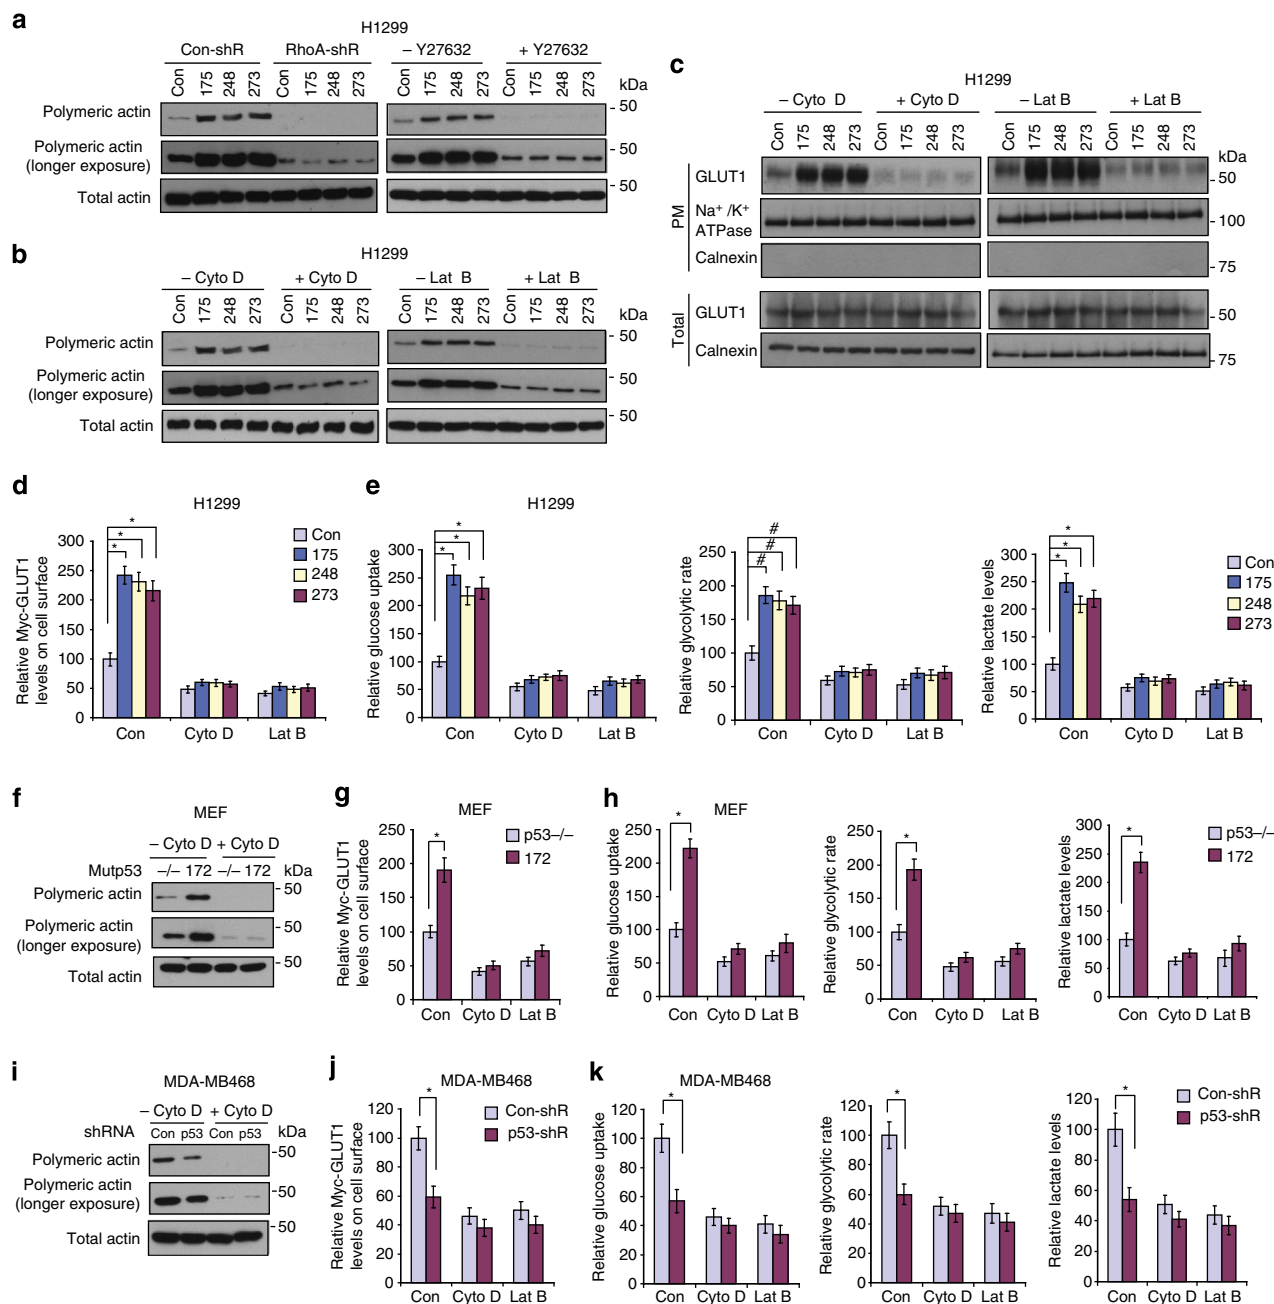 a
H1299
Con-shR RhoA-shR – Y27632 + Y27632
Con 175 248 273 Con 175 248 273 Con 175 248 273 Con 175 248 273 kDa
Polymeric actin
50
Polymeric actin
(longer exposure)
50
Total actin
50
b
H1299
– Cyto D + Cyto D – Lat B + Lat B
Con 175 248 273 Con 175 248 273 Con 175 248 273 Con 175 248 273 kDa
Polymeric actin
50
Polymeric actin
(longer exposure)
50
Total actin
50
c
H1299
– Cyto D + Cyto D – Lat B + Lat B
Con 175 248 273 Con 175 248 273 Con 175 248 273 Con 175 248 273
kDa
PM
GLUT1
50
Na+ /K+
ATPase
100
Calnexin
75
Total
GLUT1
50
Calnexin
75
d
H1299
Relative Myc-GLUT1
levels on cell surface
300
250
200
150
100
50
0
* * *
Con
175
248
273
Con Cyto D Lat B
e
H1299
Relative glucose uptake
300
250
200
150
100
50
0
* * *
Con Cyto D Lat B
Relative glycolytic rate
250
200
150
100
50
0
# # #
Con Cyto D Lat B
Relative lactate levels
300
250
200
150
100
50
0
* * *
Con
175
248
273
Con Cyto D Lat B
f
MEF
– Cyto D + Cyto D
Mutp53 –/– 172 –/– 172 kDa
Polymeric actin
50
Polymeric actin
(longer exposure)
50
Total actin
50
g
MEF
Relative Myc-GLUT1
levels on cell surface
250
200
150
100
50
0
*
p53–/–
172
Con Cyto D Lat B
h
MEF
Relative glucose uptake
250
200
150
100
50
0
*
Con Cyto D Lat B
Relative glycolytic rate
250
200
150
100
50
0
*
Con Cyto D Lat B
Relative lactate levels
300
250
200
150
100
50
0
*
p53–/–
172
Con Cyto D Lat B
i
MDA-MB468
– Cyto D + Cyto D
shRNA Con p53 Con p53 kDa
Polymeric actin
50
Polymeric actin
(longer exposure)
50
Total actin
50
j
MDA-MB468
Relative Myc-GLUT1
levels on cell surface
120
100
80
60
40
20
0
*
Con-shR
p53-shR
Con Cyto D Lat B
k
MDA-MB468
Relative glucose uptake
120
100
80
60
40
20
0
*
Con Cyto D Lat B
Relative glycolytic rate
120
100
80
60
40
20
0
*
Con Cyto D Lat B
Relative lactate levels
120
100
80
60
40
20
0
*
Con-shR
p53-shR
Con Cyto D Lat B